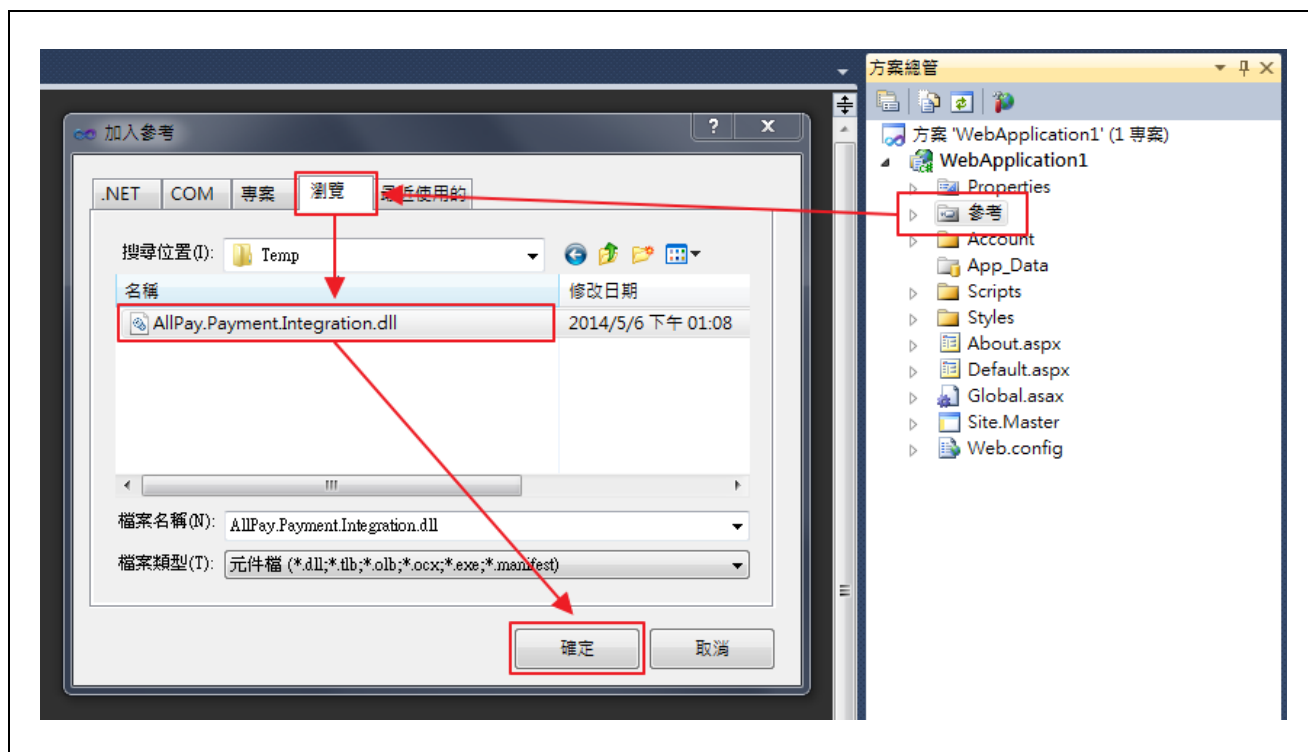 加入參考
.NET COM 專案 瀏覽 最近使用的
搜尋位置(I): Temp
名稱 修改日期
AllPay.Payment.Integration.dll 2014/5/6 下午 01:08
檔案名稱(N): AllPay.Payment.Integration.dll
檔案類型(T): 元件檔 (*.dll;*.tlb;*.olb;*.ocx;*.exe;*.manifest)
確定 取消
方案總管
方案 'WebApplication1' (1 專案)
WebApplication1
Properties
參考
Account
App_Data
Scripts
Styles
About.aspx
Default.aspx
Global.asax
Site.Master
Web.config